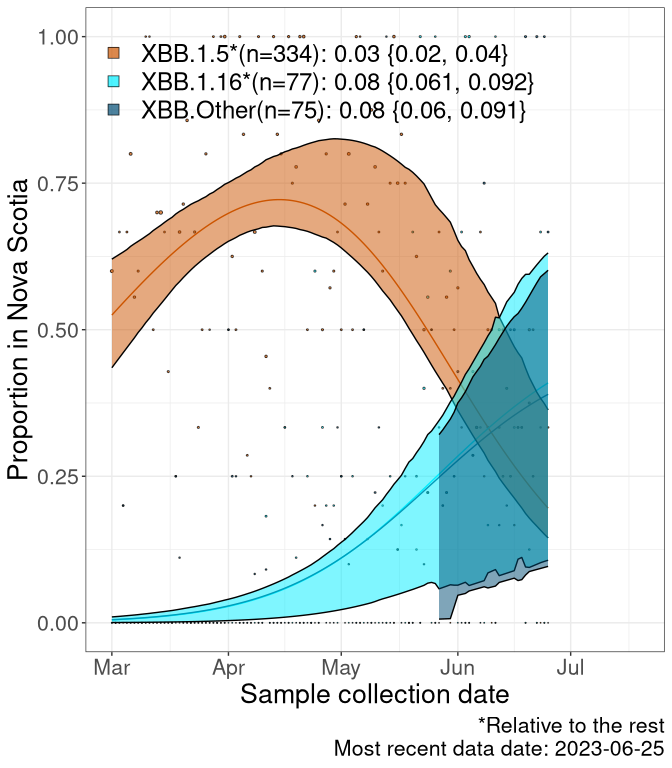 1.00
XBB.1.5*(n=334): 0.03 {0.02, 0.04}
XBB.1.16*(n=77): 0.08 {0.061, 0.092}
XBB.Other(n=75): 0.08 {0.06, 0.091}
0.75
0.50
0.25
0.00
Proportion in Nova Scotia
Mar Apr May Jun Jul
Sample collection date
*Relative to the rest
Most recent data date: 2023-06-25